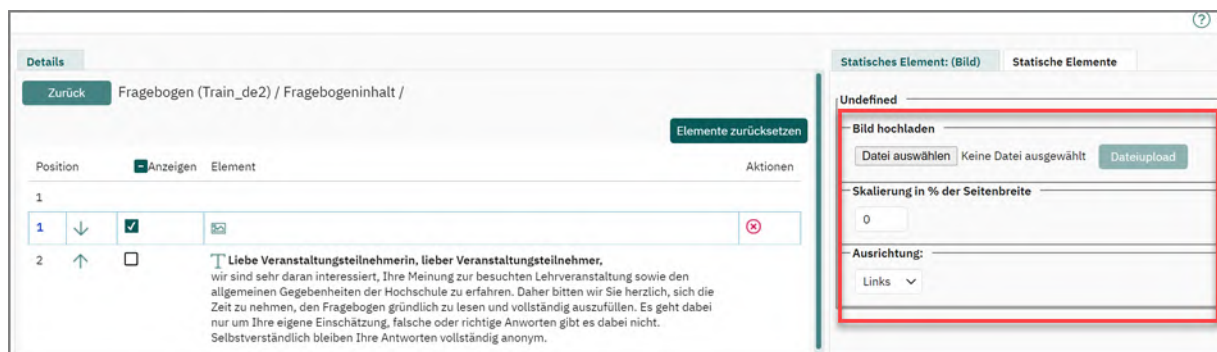 ?
Details
Zurück Fragebogen (Train_de2) / Fragebogeninhalt /
Elemente zurücksetzen
Position Anzeigen Element Aktionen
1
1
2 Liebe Veranstaltungsteilnehmerin, lieber Veranstaltungsteilnehmer,
wir sind sehr daran interessiert, Ihre Meinung zur besuchten Lehrveranstaltung sowie den
allgemeinen Gegebenheiten der Hochschule zu erfahren. Daher bitten wir Sie herzlich, sich die
Zeit zu nehmen, den Fragebogen gründlich zu lesen und vollständig auszufüllen. Es geht dabei
nur um Ihre eigene Einschätzung, falsche oder richtige Anworten gibt es dabei nicht.
Selbstverständlich bleiben Ihre Antworten vollständig anonym.
Statisches Element: (Bild) Statische Elemente
Undefined
Bild hochladen
Datei auswählen Keine Datei ausgewählt Dateiupload
Skalierung in % der Seitenbreite
0
Ausrichtung:
Links